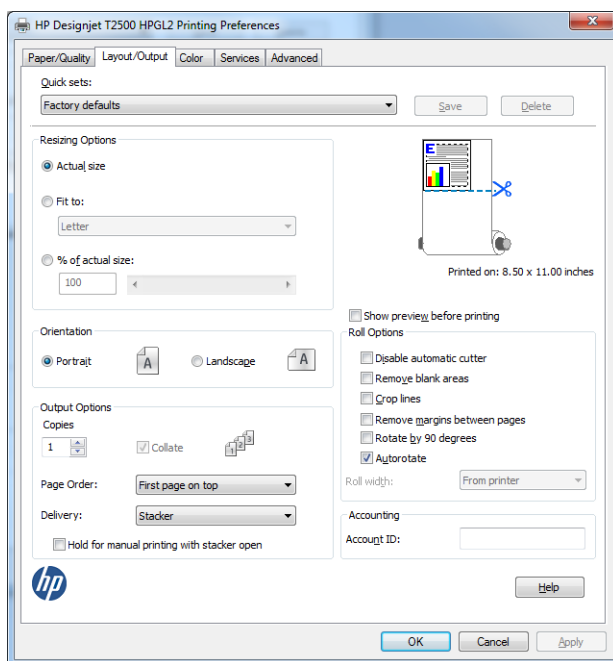 HP Designjet T2500 HPGL2 Printing Preferences
Paper/Quality Layout/Output Color Services Advanced
Quick sets:
Factory defaults Save Delete
Resizing Options
Actual size
Fit to:
Letter
% of actual size:
100
E
Printed on: 8.50 x 11.00 inches
Show preview before printing
Orientation
Portrait A Landscape A
Roll Options
Disable automatic cutter
Remove blank areas
Crop lines
Remove margins between pages
Rotate by 90 degrees
Autorotate
Roll width: From printer
Output Options
Copies
1 Collate 1 2 3
Page Order: First page on top
Delivery: Stacker
Hold for manual printing with stacker open
Accounting
Account ID:
hp
Help
OK Cancel Apply